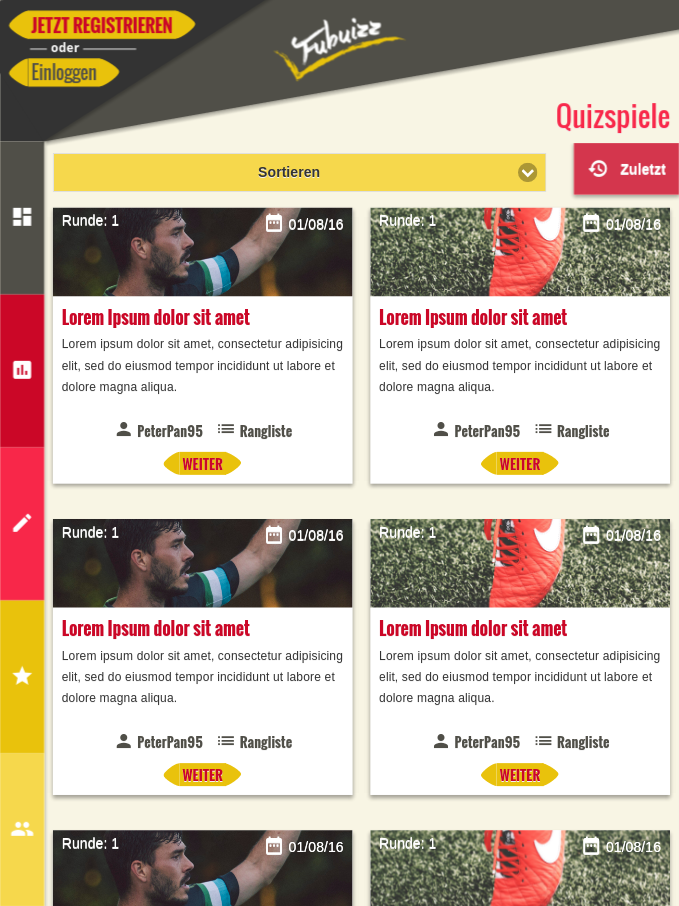 JETZT REGISTRIEREN
oder
Einloggen
Fubuizz
Quizspiele
Sortieren
Zuletzt
Runde: 1 01/08/16
Lorem Ipsum dolor sit amet
Lorem ipsum dolor sit amet, consectetur adipisicing
elit, sed do eiusmod tempor incididunt ut labore et
dolore magna aliqua.
PeterPan95 Rangliste
WEITER
Runde: 1 01/08/16
Lorem Ipsum dolor sit amet
Lorem ipsum dolor sit amet, consectetur adipisicing
elit, sed do eiusmod tempor incididunt ut labore et
dolore magna aliqua.
PeterPan95 Rangliste
WEITER
Runde: 1 01/08/16
Lorem Ipsum dolor sit amet
Lorem ipsum dolor sit amet, consectetur adipisicing
elit, sed do eiusmod tempor incididunt ut labore et
dolore magna aliqua.
PeterPan95 Rangliste
WEITER
Runde: 1 01/08/16
Lorem Ipsum dolor sit amet
Lorem ipsum dolor sit amet, consectetur adipisicing
elit, sed do eiusmod tempor incididunt ut labore et
dolore magna aliqua.
PeterPan95 Rangliste
WEITER
Runde: 1 01/08/16
Runde: 1 01/08/16